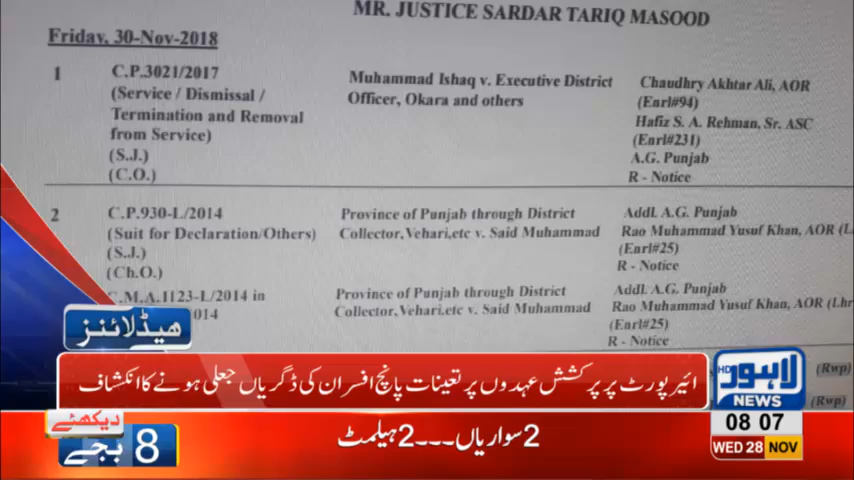 MR. JUSTICE SARDAR TARIQ MASOOD
Friday, 30-Nov-2018
1
C.P.3021/2017
(Service / Dismissal /
Termination and Removal
from Service)
(S.J.)
(C.O.)
Muhammad Ishaq v. Executive District
Officer, Okara and others
Chaudhry Akhtar Ali, AOR
(Enrl#94)
Hafiz S. A. Rehman, Sr. ASC
(Enrl#231)
A.G. Punjab
R - Notice
2
C.P.930-L/2014
(Suit for Declaration/Others)
(S.J.)
(Ch.O.)
Province of Punjab through District
Collector,Vehari,etc v. Said Muhammad
Addl. A.G. Punjab
Rao Muhammad Yusuf Khan, AOR
(Enrl#25)
R - Notice
C.M.A.1123-L/2014 in
014
Province of Punjab through District
Collector,Vehari,etc v. Said Muhammad
Addl. A.G. Punjab
Rao Muhammad Yusuf Khan, AOR (Lhr
(Enrl#25)
R - Notice
(Rwp)
(Rwp)
ہیڈلائنز
ائیرپورٹ پر پرکشش عہدوں پر تعینات پانچ افسران کی ڈگریاں جعلی ہونے کا انکشاف
دیکھئے
8 بجے
2 سواریاں۔۔۔2 ہیلمٹ
HD
لاہور
NEWS
08 07
WED 28 NOV